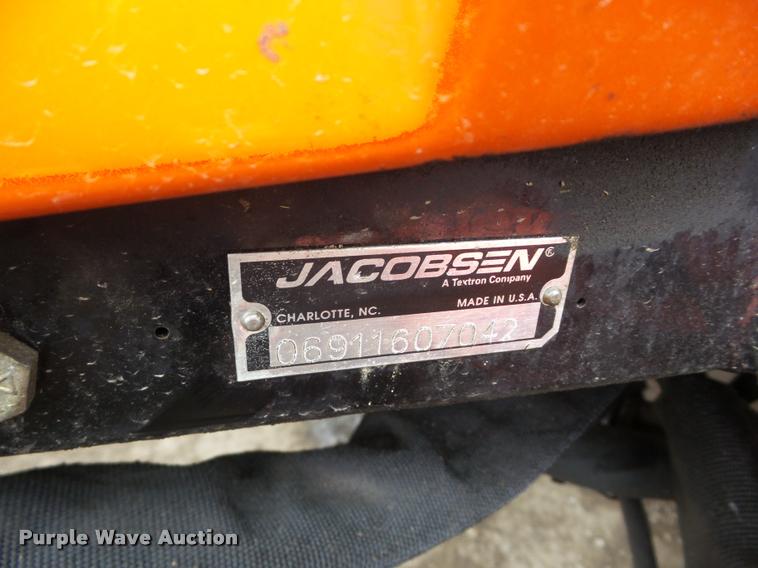 JACOBSEN®
A Textron Company
CHARLOTTE, NC. MADE IN U.S.A.
06911607042
Purple Wave Auction